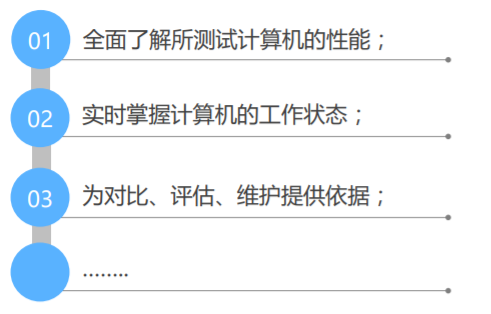 01 全面了解所测试计算机的性能；
02 实时掌握计算机的工作状态；
03 为对比、评估、维护提供依据；
........